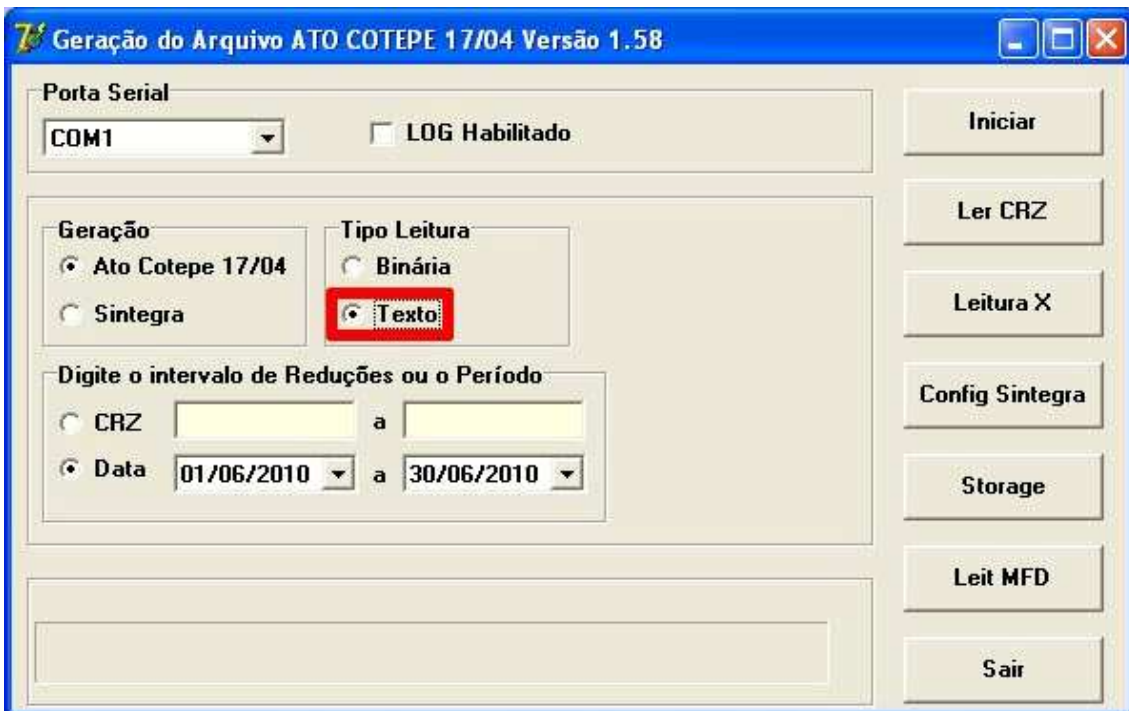 Geração do Arquivo ATO COTEPE 17/04 Versão 1.58
Porta Serial
COM1
LOG Habilitado
Iniciar
Ler CRZ
Geração
Tipo Leitura
Ato Cotepe 17/04
Binária
Sintegra
Texto
Leitura X
Digite o intervalo de Reduções ou o Período
Config Sintegra
CRZ
a
Data
01/06/2010
a
30/06/2010
Storage
Leit MFD
Sair